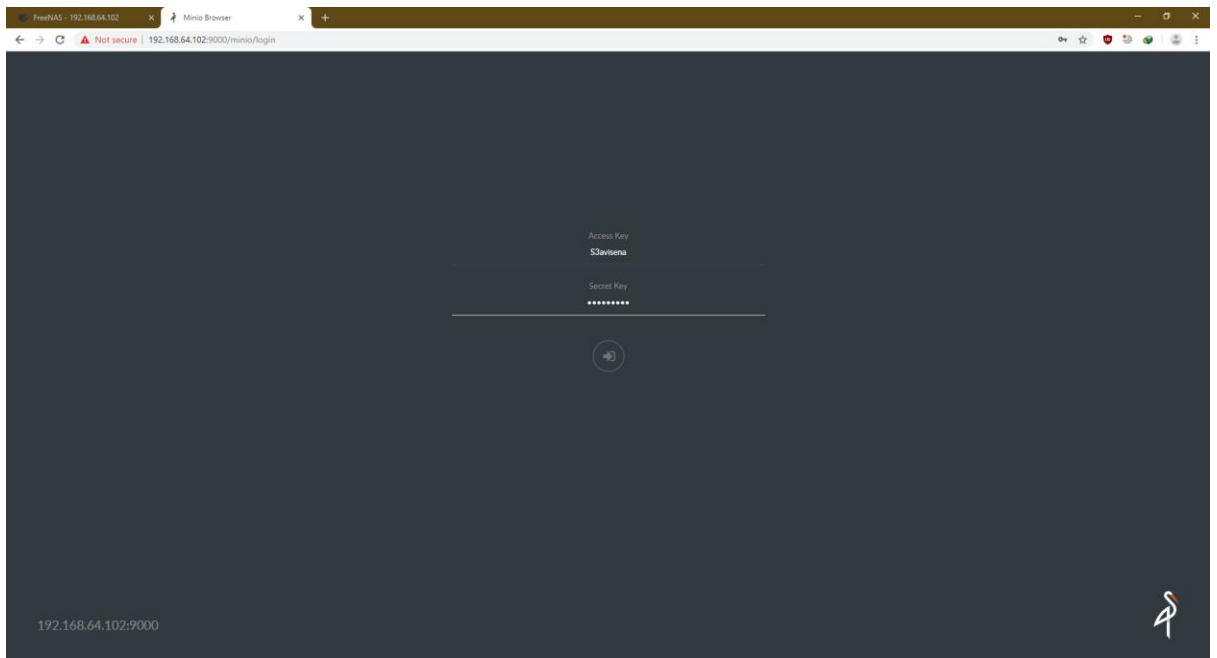 FreeNAS - 192.168.64.102
Minio Browser
Not secure | 192.168.64.102:9000/minio/login
Access Key
S3avisena
Secret Key
•••••••••
192.168.64.102:9000